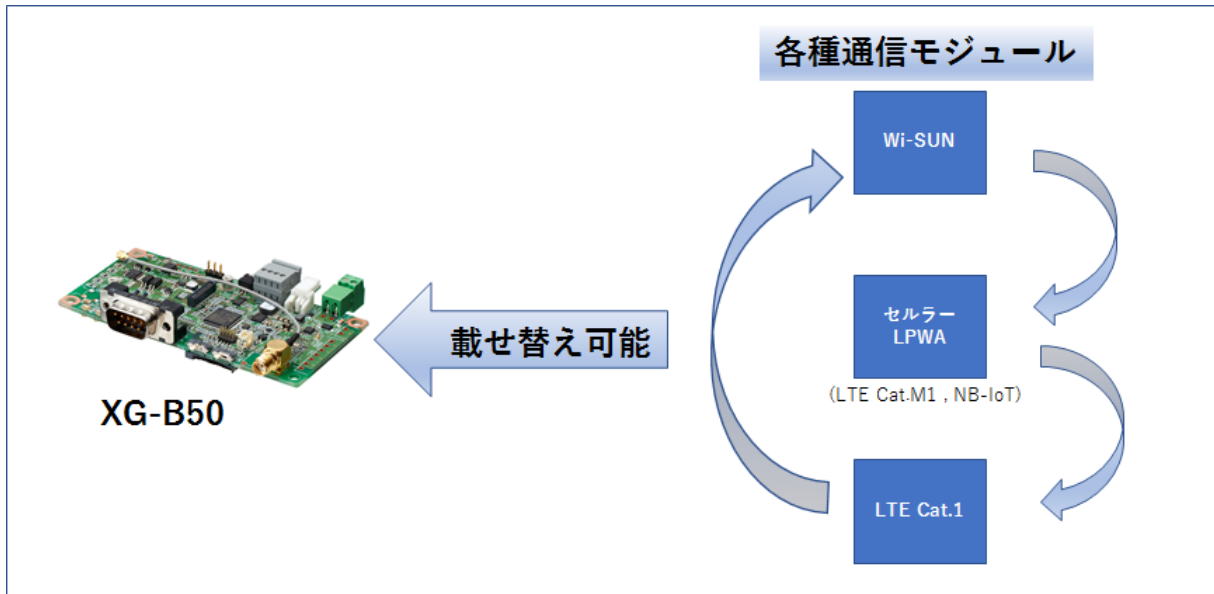 各種通信モジュール
Wi-SUN
セルラー
LPWA
(LTE Cat.M1 , NB-IoT)
LTE Cat.1
載せ替え可能
XG-B50